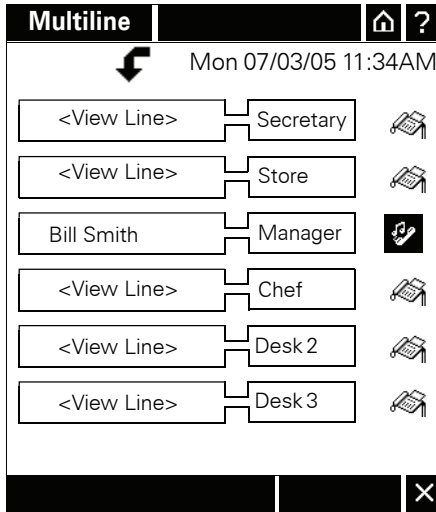 Multiline ?
Mon 07/03/05 11:34AM
<View Line> Secretary
<View Line> Store
Bill Smith Manager
<View Line> Chef
<View Line> Desk 2
<View Line> Desk 3